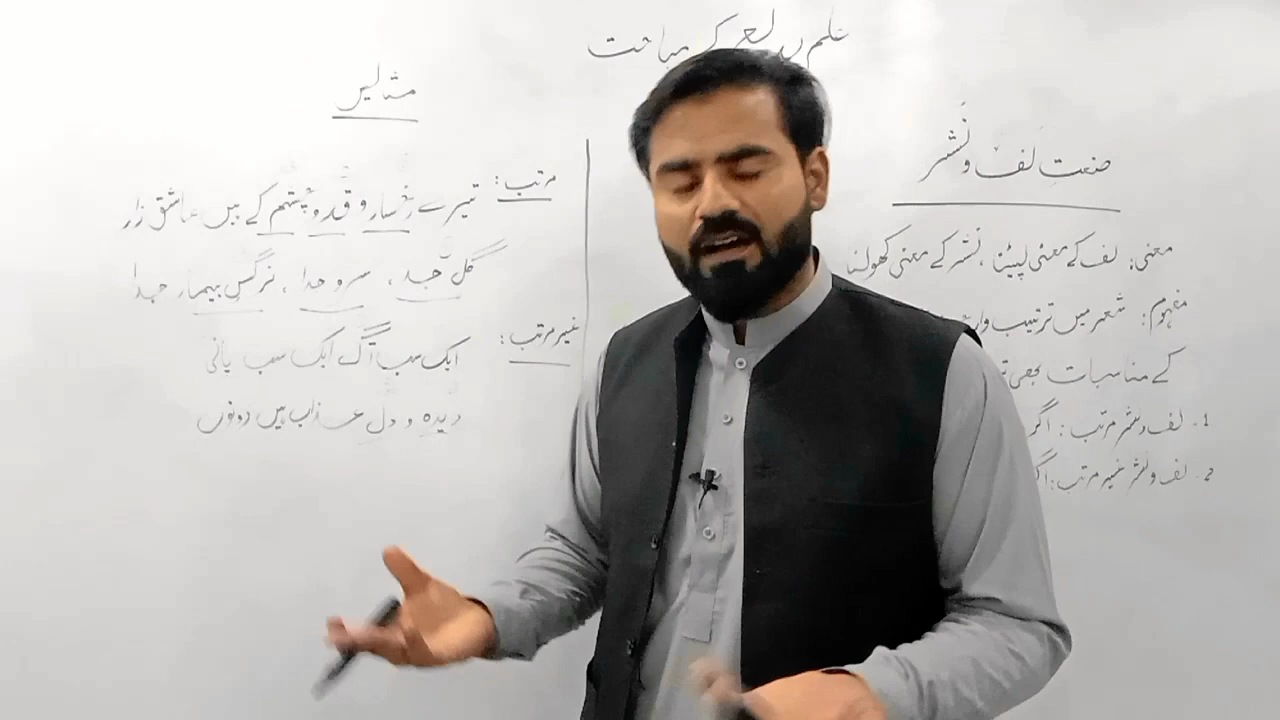 علم بدیع کے مباحث
صنعتِ لف و نشر
معنی: لف کے معنی لپیٹنا، نشر کے معنی کھولنا
مفہوم: شعر میں ترتیب وار
کے مناسبات بھی
1۔ لف و نشر مرتب: اگر
2۔ لف و نشر غیر مرتب: اگر
مثالیں
مرتب: تیرے رخسار و قد و چشم کے ہیں عاشق زار
گل جدا، سرو جدا، نرگسِ بیمار جدا
غیر مرتب: ایک سب آگ ایک سب پانی
دیدہ و دل عذاب ہیں دونوں